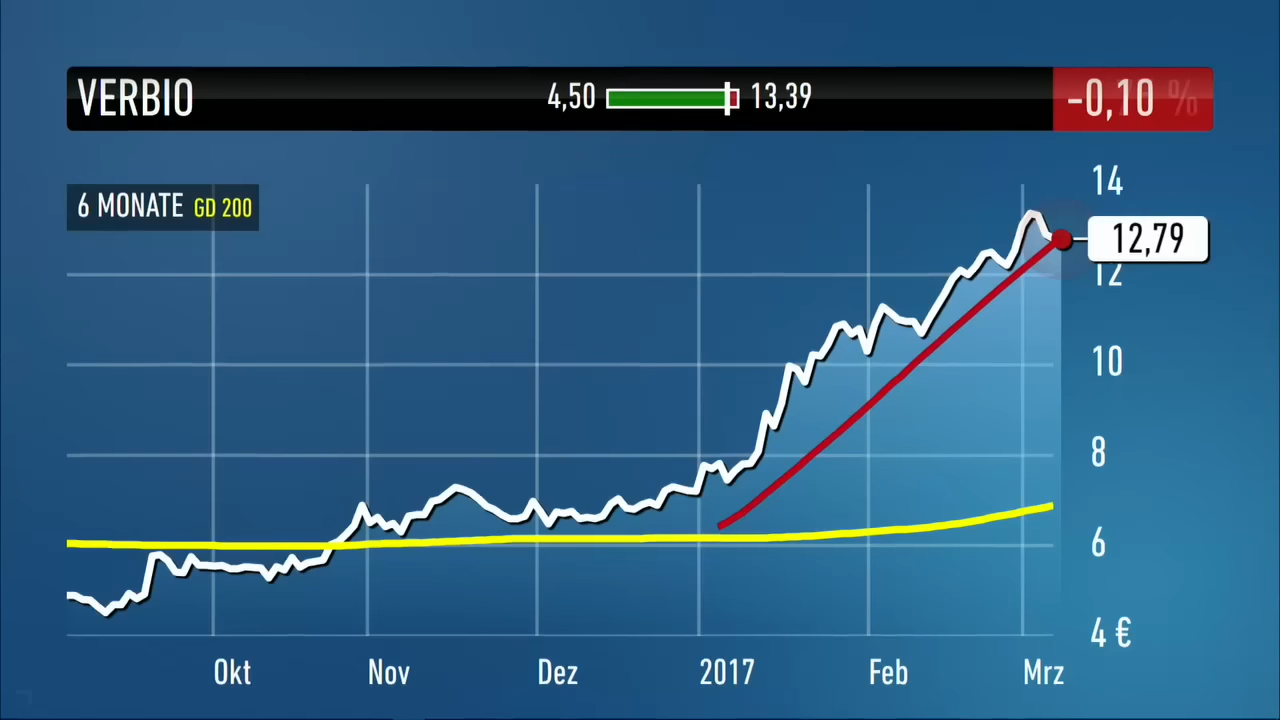 VERBIO 4,50 13,39 -0,10 %
6 MONATE GD 200
14
12,79
12
10
8
6
4 €
Okt Nov Dez 2017 Feb Mrz